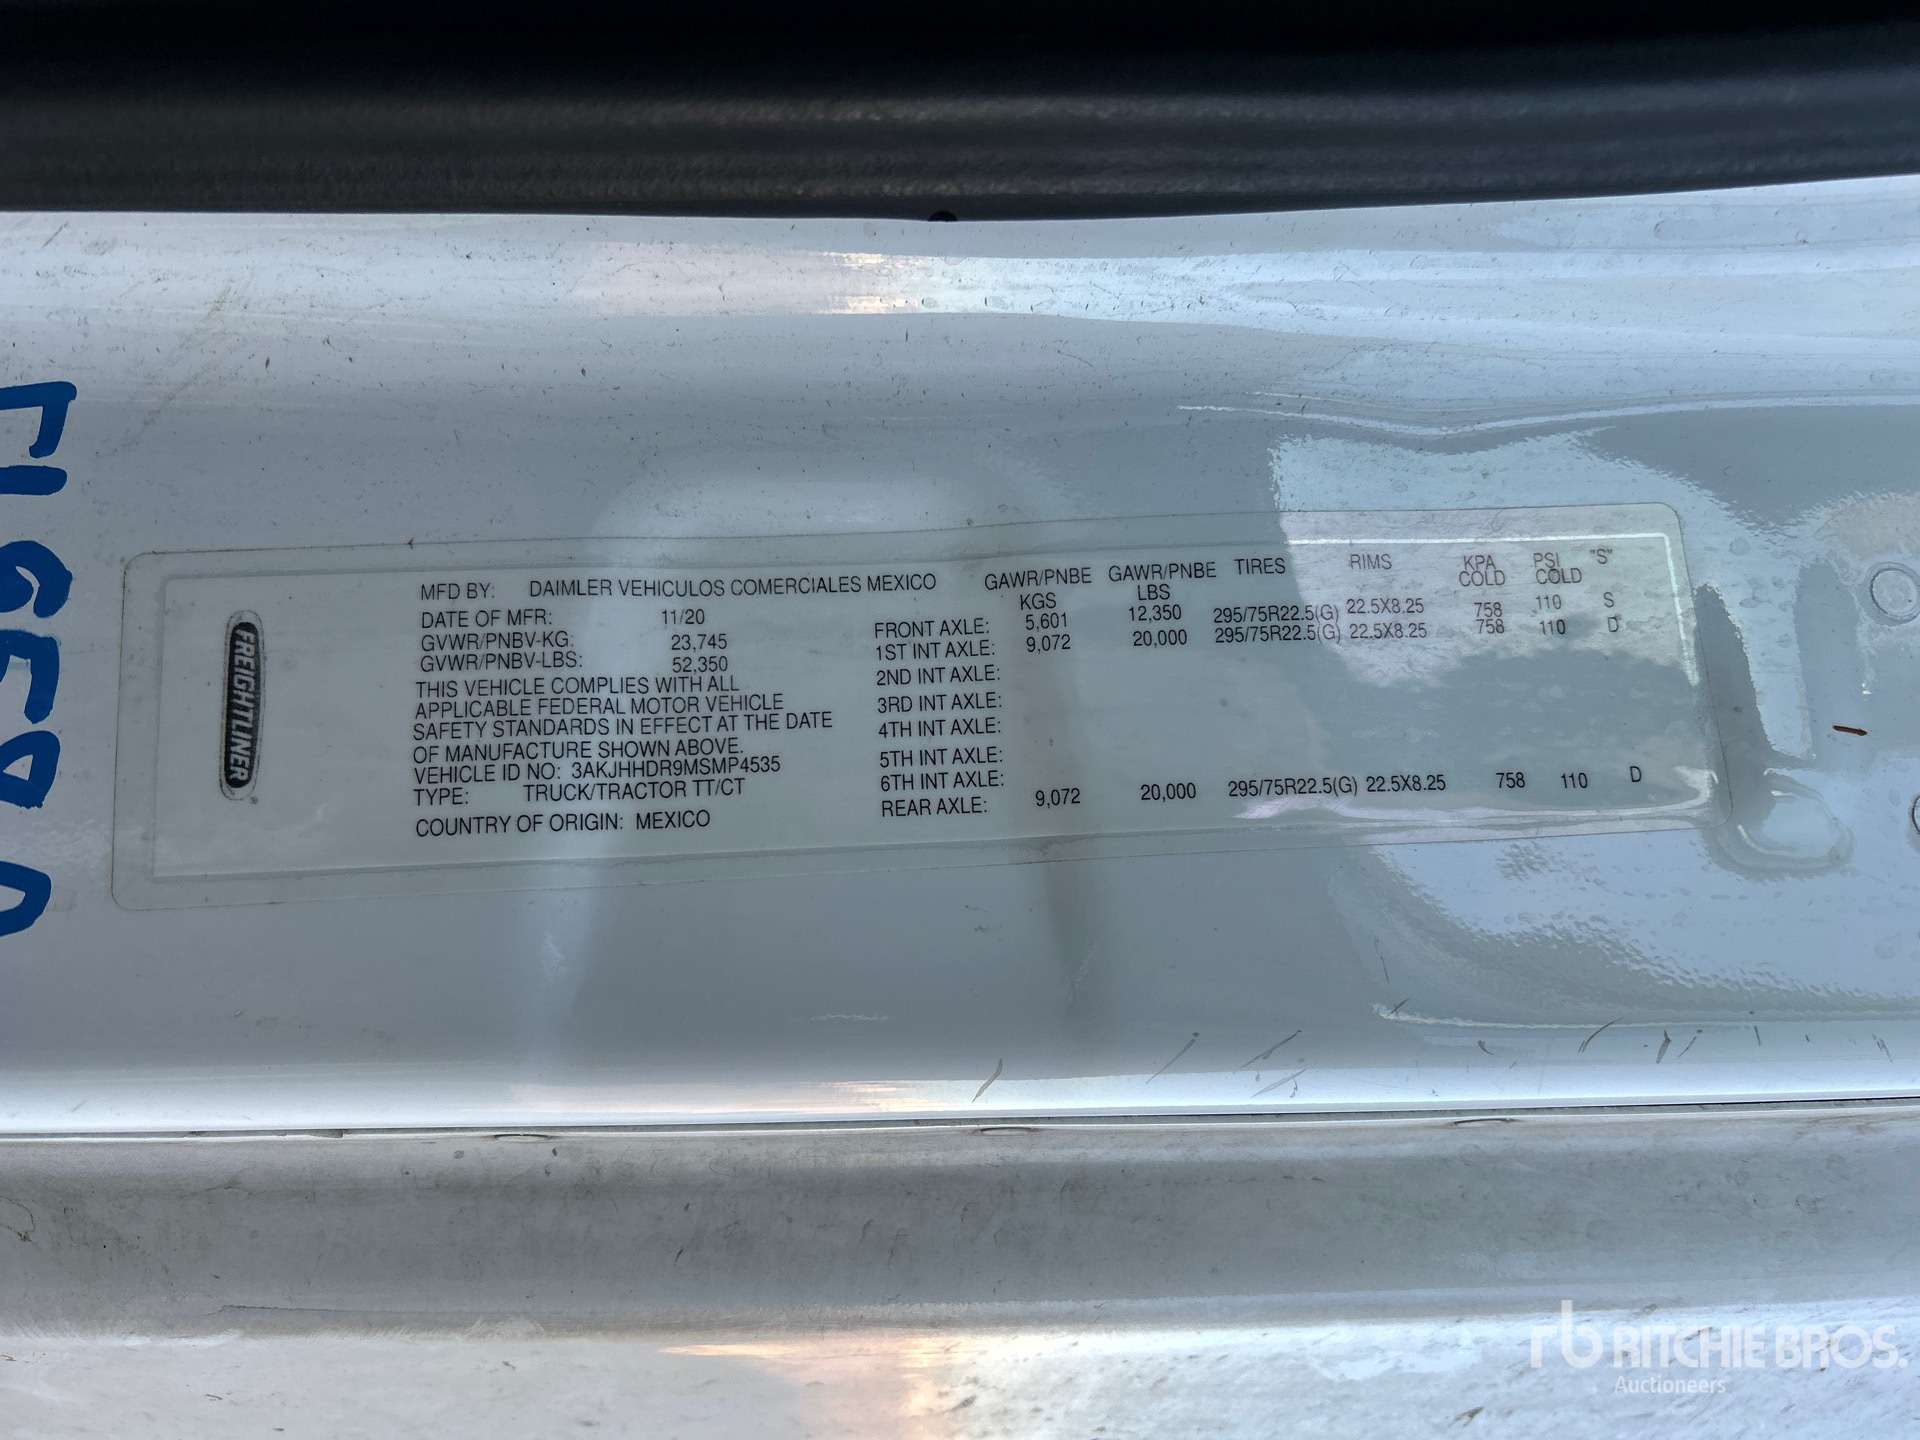 FREIGHTLINER
MFD BY: DAIMLER VEHICULOS COMERCIALES MEXICO
DATE OF MFR: 11/20
GVWR/PNBV-KG: 23,745
GVWR/PNBV-LBS: 52,350
THIS VEHICLE COMPLIES WITH ALL
APPLICABLE FEDERAL MOTOR VEHICLE
SAFETY STANDARDS IN EFFECT AT THE DATE
OF MANUFACTURE SHOWN ABOVE.
VEHICLE ID NO: 3AKJHHDR9MSMP4535
TYPE: TRUCK/TRACTOR TT/CT
COUNTRY OF ORIGIN: MEXICO
GAWR/PNBE KGS GAWR/PNBE LBS TIRES RIMS KPA COLD PSI COLD "S"
FRONT AXLE: 5,601 12,350 295/75R22.5(G) 22.5X8.25 758 110 S
1ST INT AXLE: 9,072 20,000 295/75R22.5(G) 22.5X8.25 758 110 D
2ND INT AXLE:
3RD INT AXLE:
4TH INT AXLE:
5TH INT AXLE:
6TH INT AXLE:
REAR AXLE: 9,072 20,000 295/75R22.5(G) 22.5X8.25 758 110 D
rb RITCHIE BROS.
Auctioneers